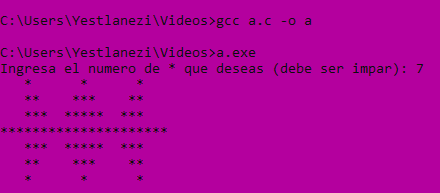 C:\Users\Yestlanezi\Videos>gcc a.c -o a
C:\Users\Yestlanezi\Videos>a.exe
Ingresa el numero de * que deseas (debe ser impar): 7
   *      *      *
   **    ***    **
   ***  *****  ***
*********************
   ***  *****  ***
   **    ***    **
   *      *      *